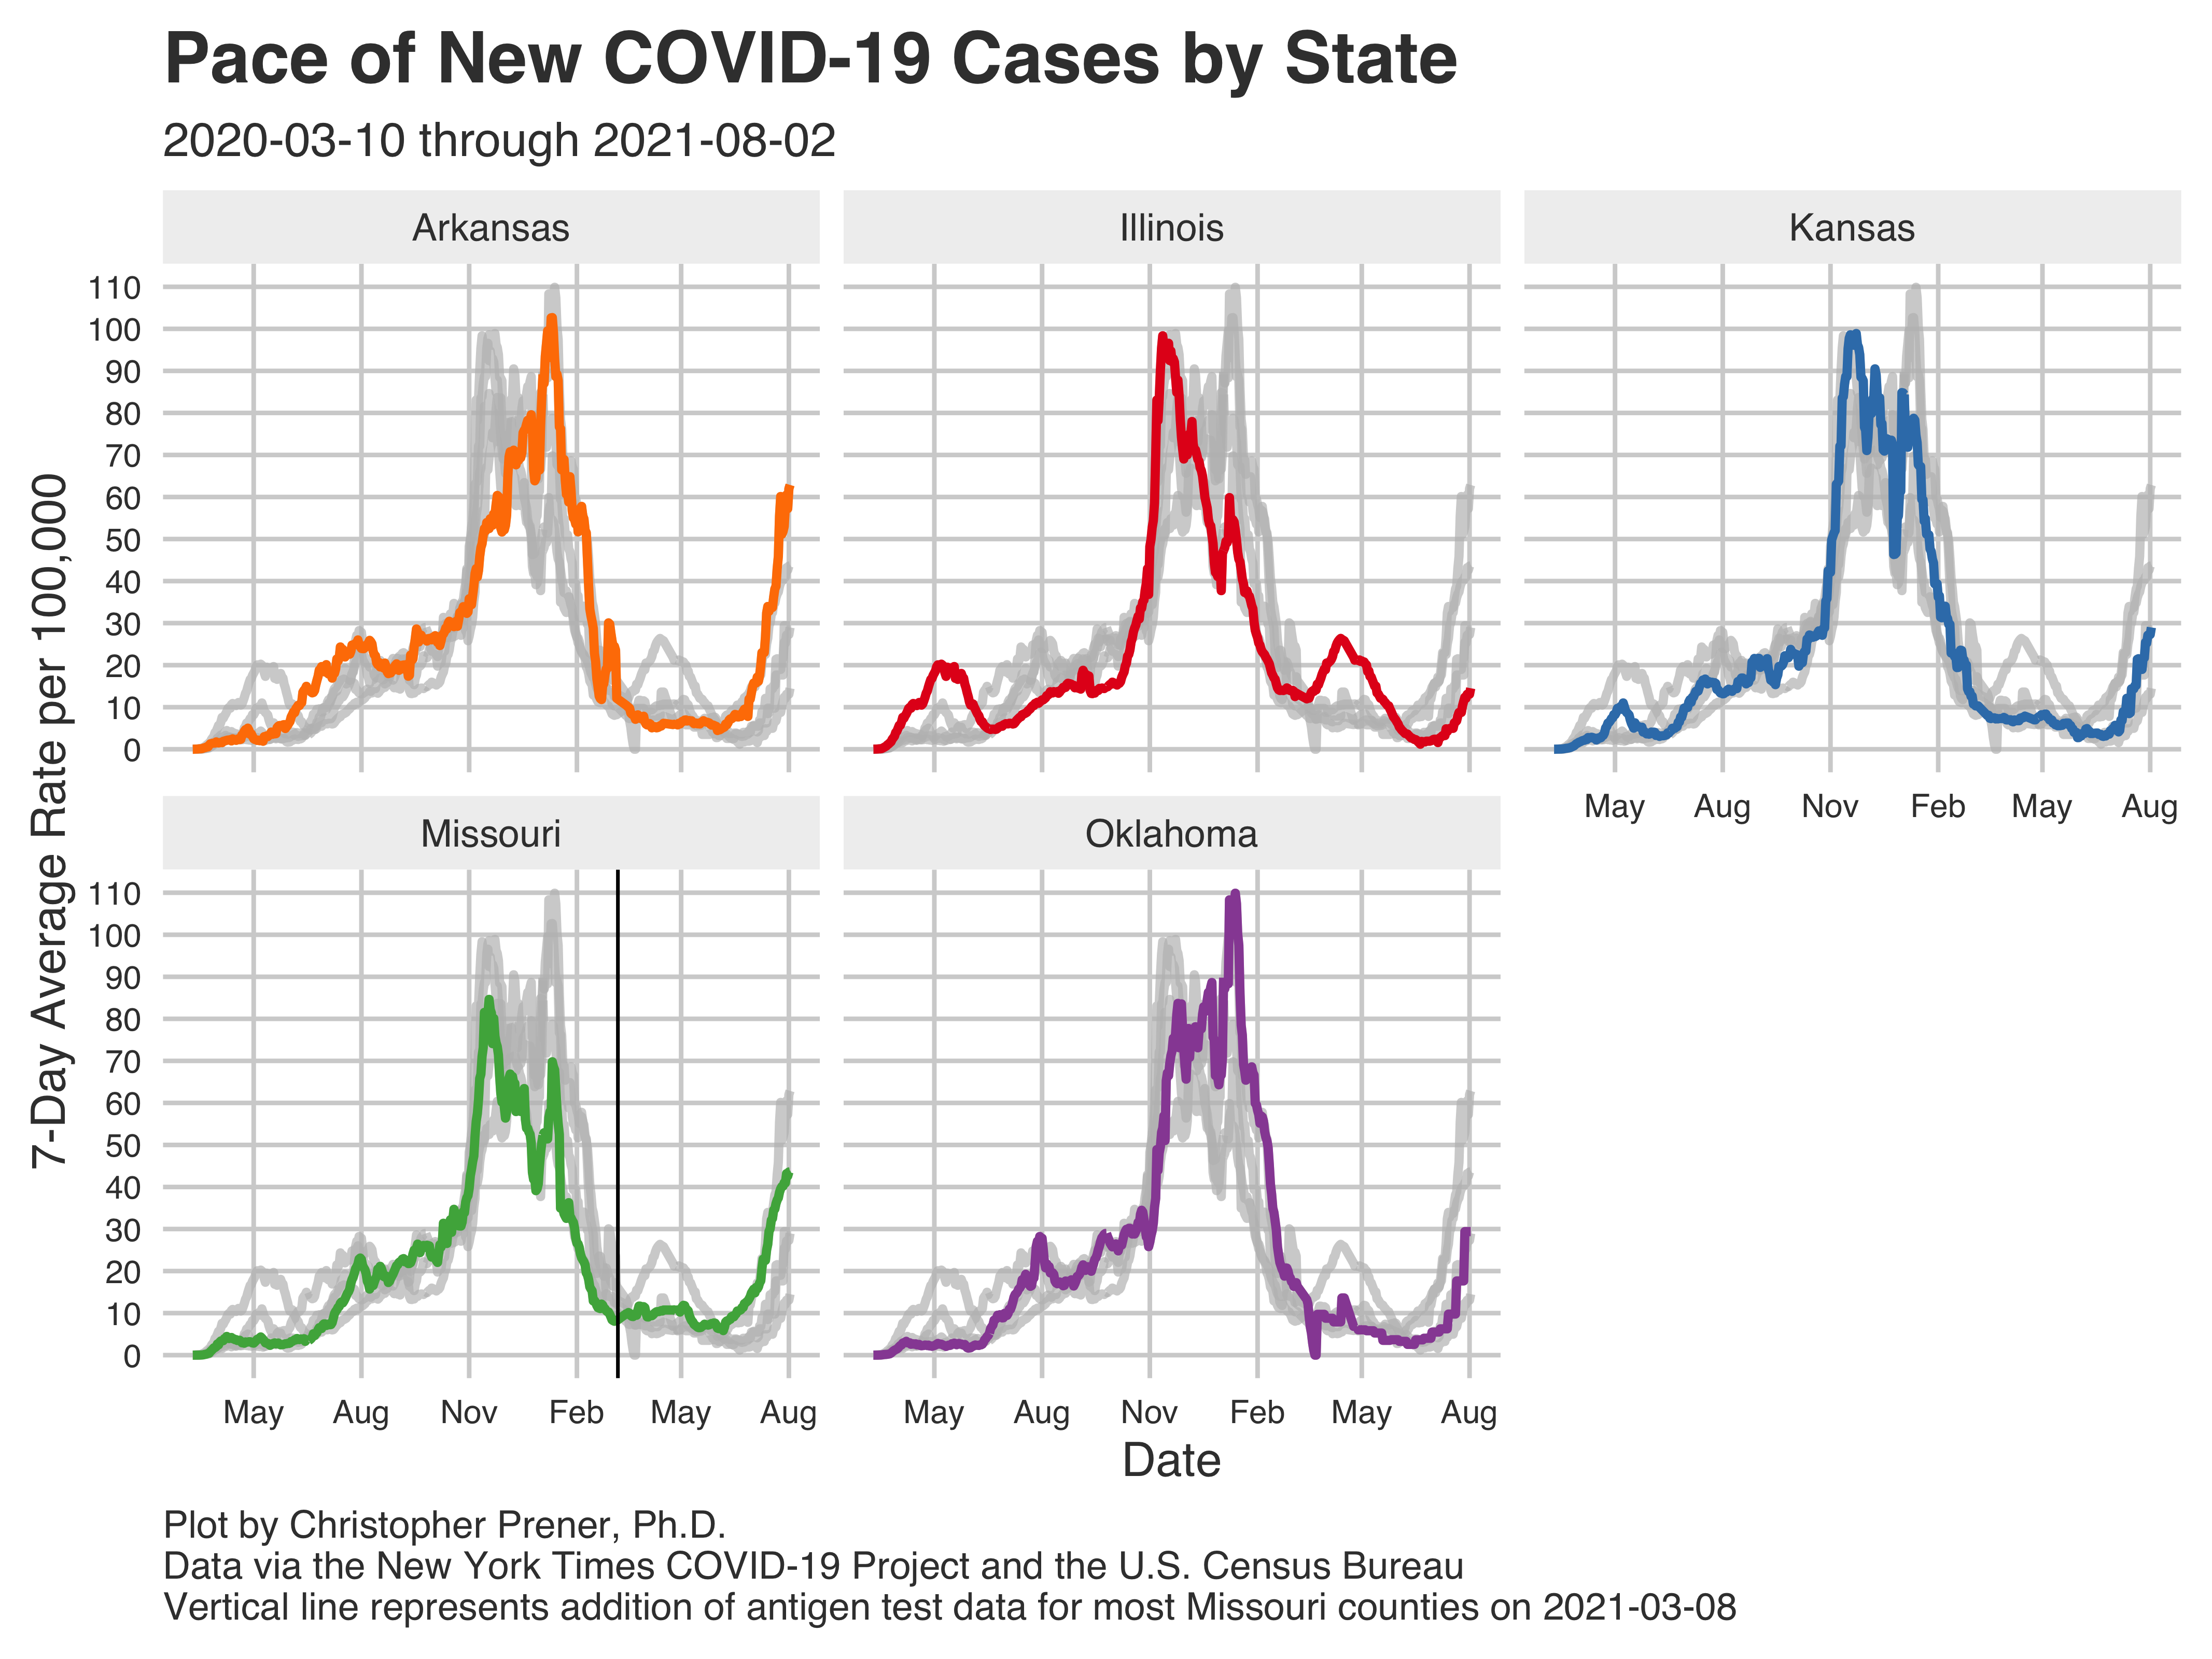 Pace of New COVID-19 Cases by State
2020-03-10 through 2021-08-02
Arkansas
Illinois
Kansas
7-Day Average Rate per 100,000
110
100
90
80
70
60
50
40
30
20
10
0
May Aug Nov Feb May Aug
Missouri
Oklahoma
110
100
90
80
70
60
50
40
30
20
10
0
May Aug Nov Feb May Aug
May Aug Nov Feb May Aug
Date
Plot by Christopher Prener, Ph.D.
Data via the New York Times COVID-19 Project and the U.S. Census Bureau
Vertical line represents addition of antigen test data for most Missouri counties on 2021-03-08